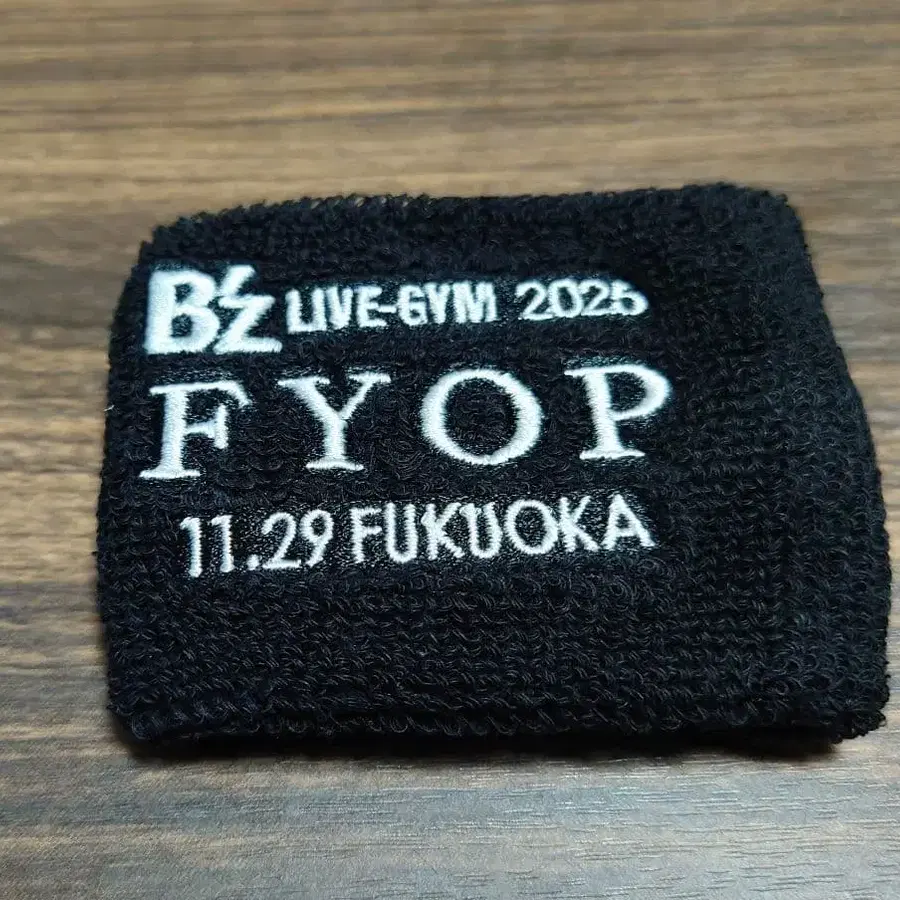 B'z LIVE-GYM 2025
FYOP
11.29 FUKUOKA